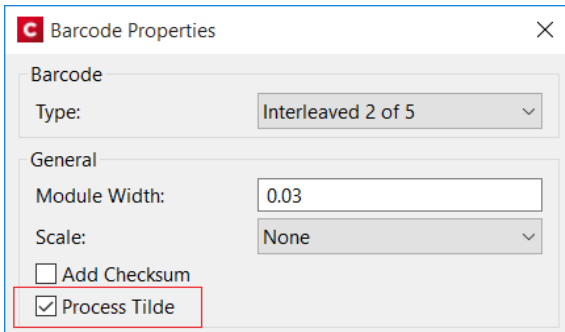 C Barcode Properties
Barcode
Type: Interleaved 2 of 5
General
Module Width: 0.03
Scale: None
Add Checksum
Process Tilde